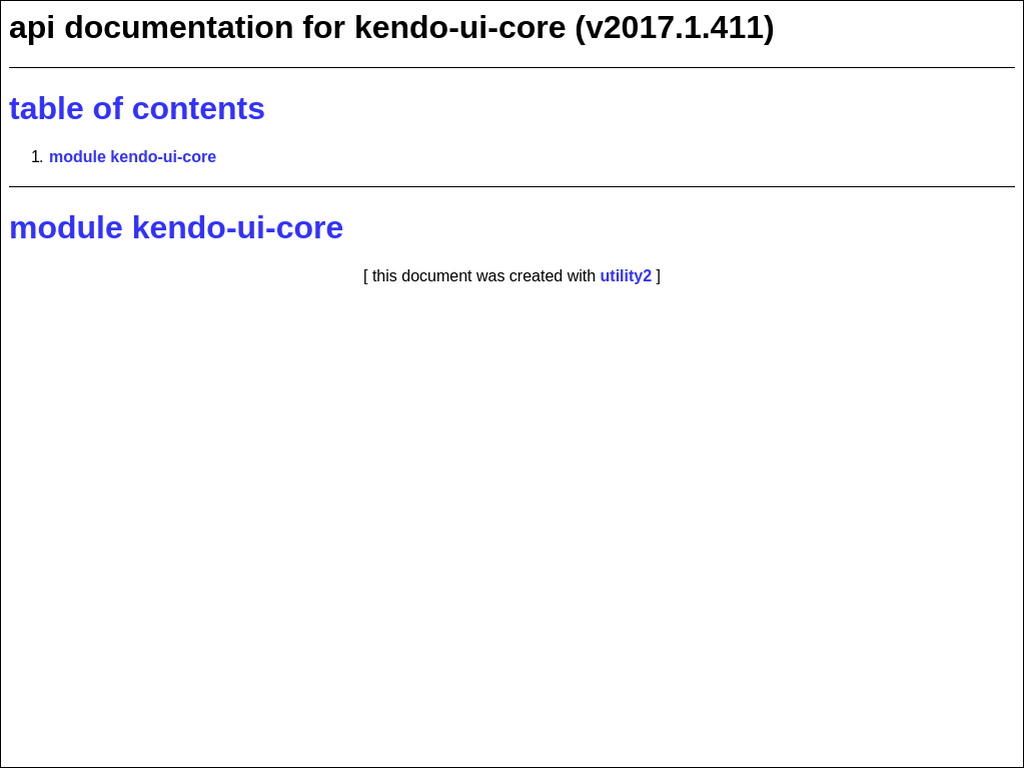 api documentation for kendo-ui-core (v2017.1.411)
table of contents
1. module kendo-ui-core
module kendo-ui-core
[ this document was created with utility2 ]